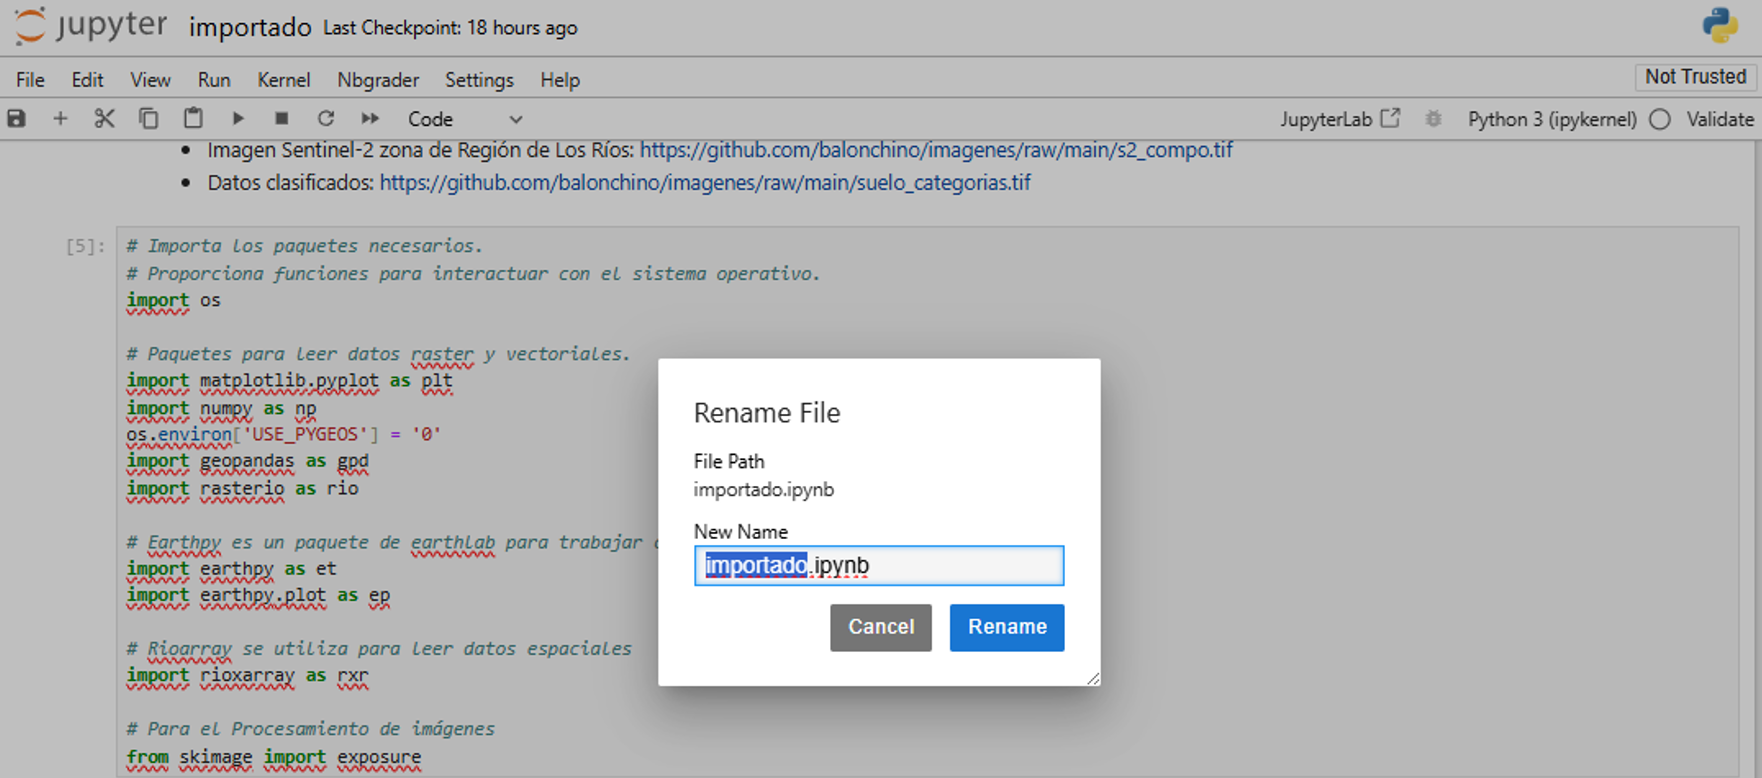 jupyter importado Last Checkpoint: 18 hours ago
File Edit View Run Kernel Nbgrader Settings Help Not Trusted
Code JupyterLab Python 3 (ipykernel) Validate
• Imagen Sentinel-2 zona de Región de Los Ríos: https://github.com/balonchino/imagenes/raw/main/s2_compo.tif
• Datos clasificados: https://github.com/balonchino/imagenes/raw/main/suelo_categorias.tif
[5]: # Importa los paquetes necesarios.
# Proporciona funciones para interactuar con el sistema operativo.
import os
# Paquetes para leer datos raster y vectoriales.
import matplotlib.pyplot as plt
import numpy as np
os.environ['USE_PYGEOS'] = '0'
import geopandas as gpd
import rasterio as rio
# Earthpy es un paquete de earthlab para trabajar
import earthpy as et
import earthpy.plot as ep
# Rioarray se utiliza para leer datos espaciales
import rioxarray as rxr
# Para el Procesamiento de imágenes
from skimage import exposure
Rename File
File Path
importado.ipynb
New Name
importado.ipynb
Cancel Rename